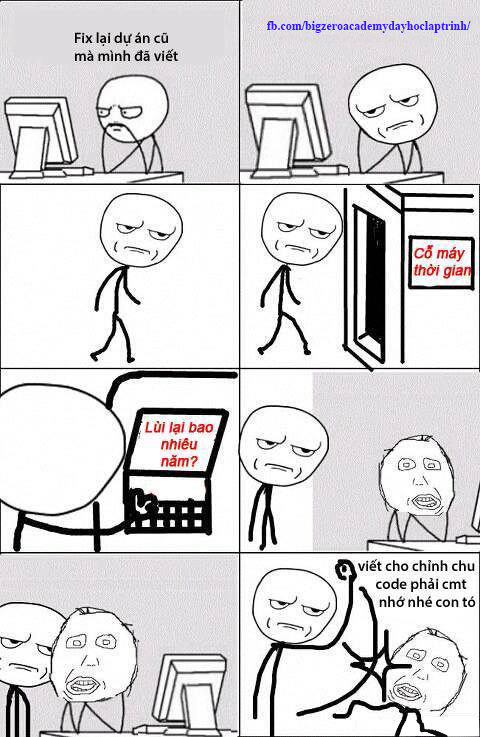 Fix lại dự án cũ
mà mình đã viết
fb.com/bigzeroacademydayhoclaptrinh/
Cỗ máy
thời gian
Lùi lại bao
nhiêu
năm?
viết cho chỉnh chu
code phải cmt
nhớ nhé con tó